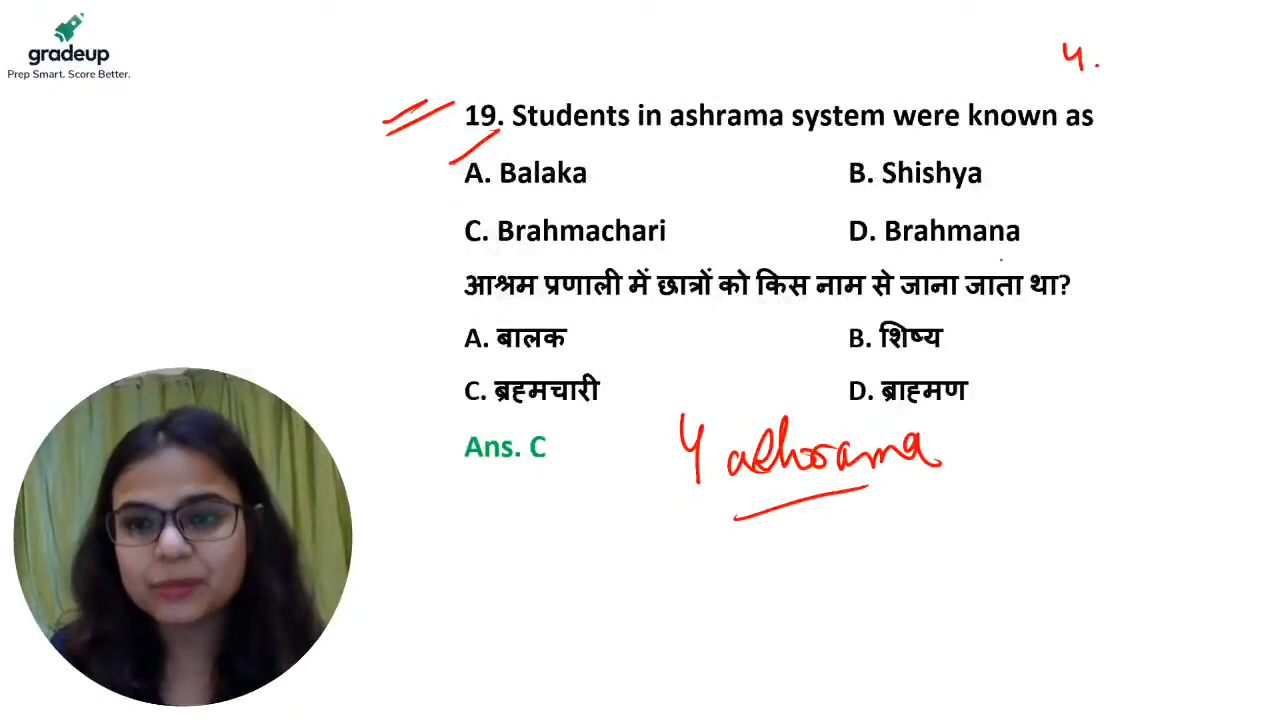 gradeup
Prep Smart. Score Better.
4.
19. Students in ashrama system were known as
A. Balaka B. Shishya
C. Brahmachari D. Brahmana
आश्रम प्रणाली में छात्रों को किस नाम से जाना जाता था?
A. बालक B. शिष्य
C. ब्रह्मचारी D. ब्राह्मण
Ans. C 4 ashrama